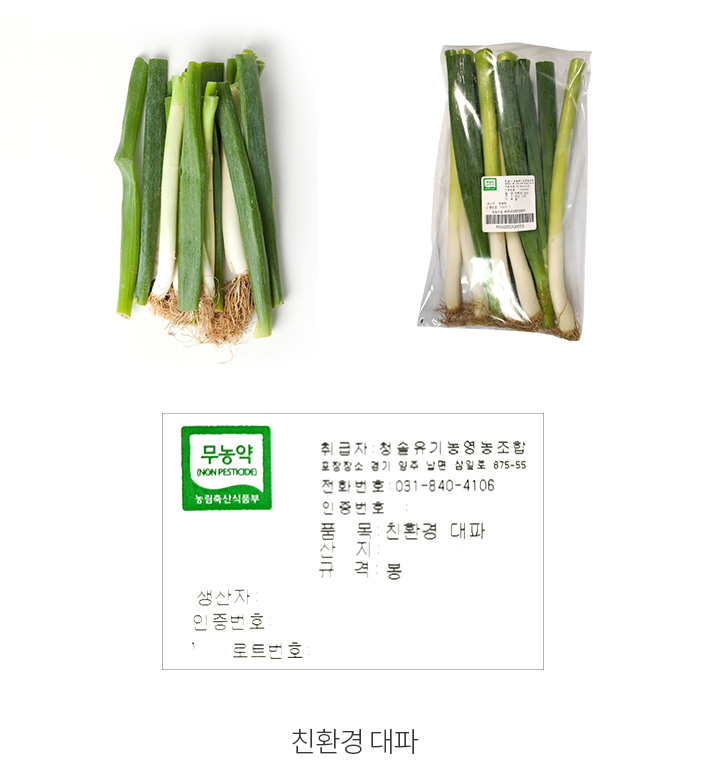 무농약
(NON PESTICIDE)
농림축산식품부
취급자:청솔유기농영농조합
포장장소 경기 양주 남면 삼일로 875-55
전화번호:031-840-4106
인증번호 :
품 목:친환경 대파
산 지:
규 격:봉
생산자:
인증번호:
로트번호:
친환경 대파